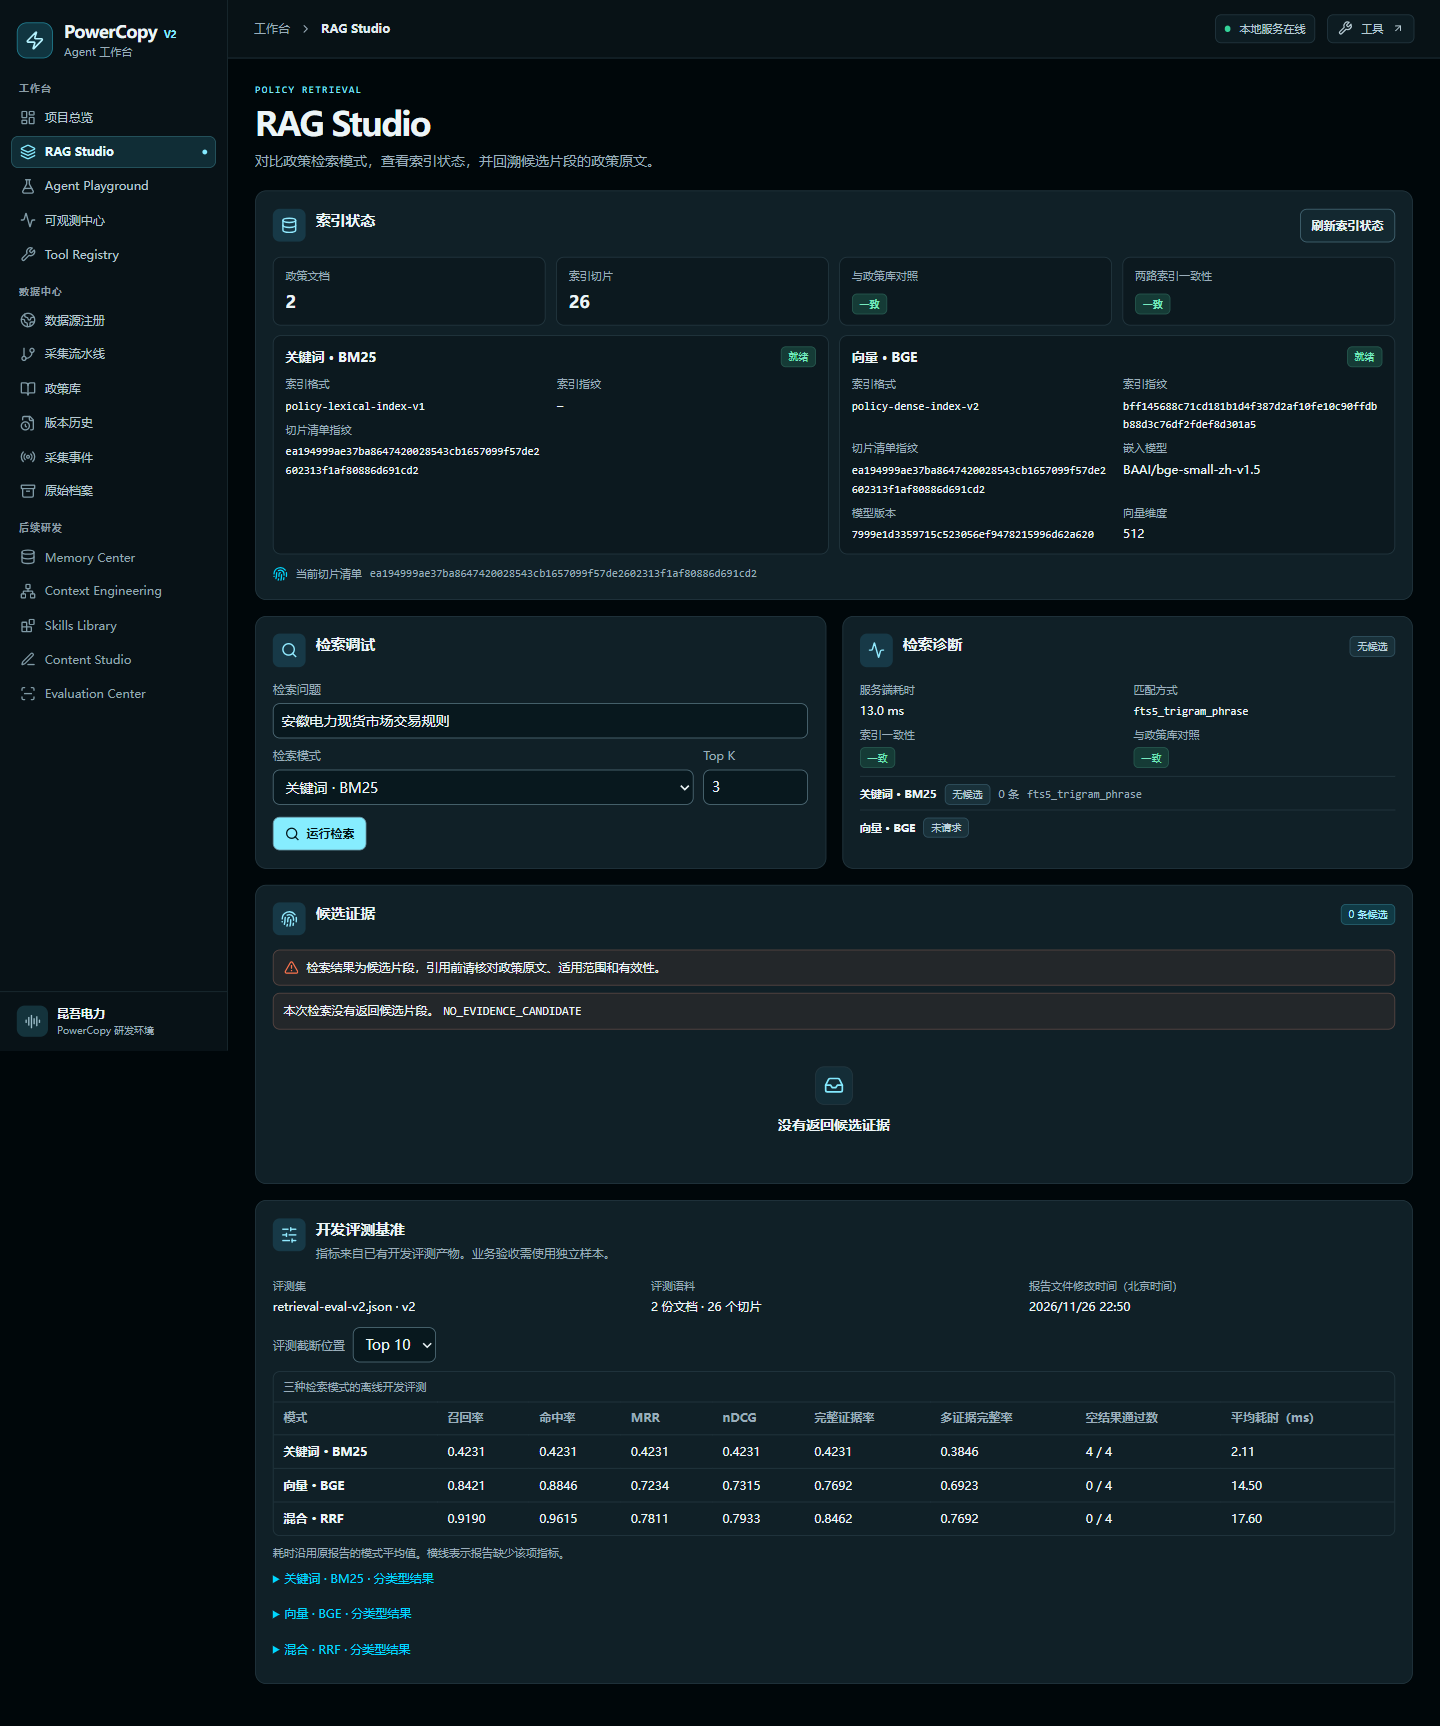 PowerCopy V2
Agent 工作台
工作台
项目总览
RAG Studio
Agent Playground
可观测中心
Tool Registry
数据中心
数据源注册
采集流水线
政策库
版本历史
采集事件
原始档案
后续研发
Memory Center
Context Engineering
Skills Library
Content Studio
Evaluation Center
昆吾电力
PowerCopy 研发环境
工作台 > RAG Studio
本地服务在线
工具
POLICY RETRIEVAL
RAG Studio
对比政策检索模式，查看索引状态，并回溯候选片段的政策原文。
索引状态
刷新索引状态
政策文档
2
索引切片
26
与政策库对照
一致
两路索引一致性
一致
关键词 • BM25
就绪
索引格式
policy-lexical-index-v1
索引指纹
—
切片清单指纹
ea194999ae37ba8647420028543cb1657099f57de2
602313f1af80886d691cd2
向量 • BGE
就绪
索引格式
policy-dense-index-v2
索引指纹
bff145688c71cd181b1d4f387d2af10fe10c90ffdb
b88d3c76df2fdef8d301a5
切片清单指纹
ea194999ae37ba8647420028543cb1657099f57de2
602313f1af80886d691cd2
嵌入模型
BAAI/bge-small-zh-v1.5
模型版本
7999e1d3359715c523056ef9478215996d62a620
向量维度
512
当前切片清单 ea194999ae37ba8647420028543cb1657099f57de2602313f1af80886d691cd2
检索调试
检索问题
安徽电力现货市场交易规则
检索模式
关键词 · BM25
Top K
3
运行检索
检索诊断
无候选
服务端耗时
13.0 ms
匹配方式
fts5_trigram_phrase
索引一致性
一致
与政策库对照
一致
关键词 • BM25 无候选 0 条 fts5_trigram_phrase
向量 • BGE 未请求
候选证据
0 条候选
检索结果为候选片段，引用前请核对政策原文、适用范围和有效性。
本次检索没有返回候选片段。 NO_EVIDENCE_CANDIDATE
没有返回候选证据
开发评测基准
指标来自已有开发评测产物。业务验收需使用独立样本。
评测集
retrieval-eval-v2.json · v2
评测语料
2 份文档 · 26 个切片
报告文件修改时间（北京时间）
2026/11/26 22:50
评测截断位置 Top 10
三种检索模式的离线开发评测
模式 召回率 命中率 MRR nDCG 完整证据率 多证据完整率 空结果通过数 平均耗时（ms）
关键词 • BM25 0.4231 0.4231 0.4231 0.4231 0.4231 0.3846 4 / 4 2.11
向量 • BGE 0.8421 0.8846 0.7234 0.7315 0.7692 0.6923 0 / 4 14.50
混合 • RRF 0.9190 0.9615 0.7811 0.7933 0.8462 0.7692 0 / 4 17.60
耗时沿用原报告的模式平均值。横线表示报告缺少该项指标。
关键词 · BM25 · 分类型结果
向量 · BGE · 分类型结果
混合 · RRF · 分类型结果